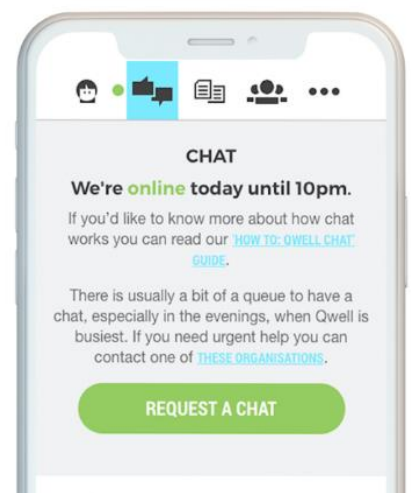 CHAT
We're online today until 10pm.
If you'd like to know more about how chat
works you can read our 'HOW TO: QWELL CHAT'
GUIDE.
There is usually a bit of a queue to have a
chat, especially in the evenings, when Qwell is
busiest. If you need urgent help you can
contact one of THESE ORGANISATIONS.
REQUEST A CHAT